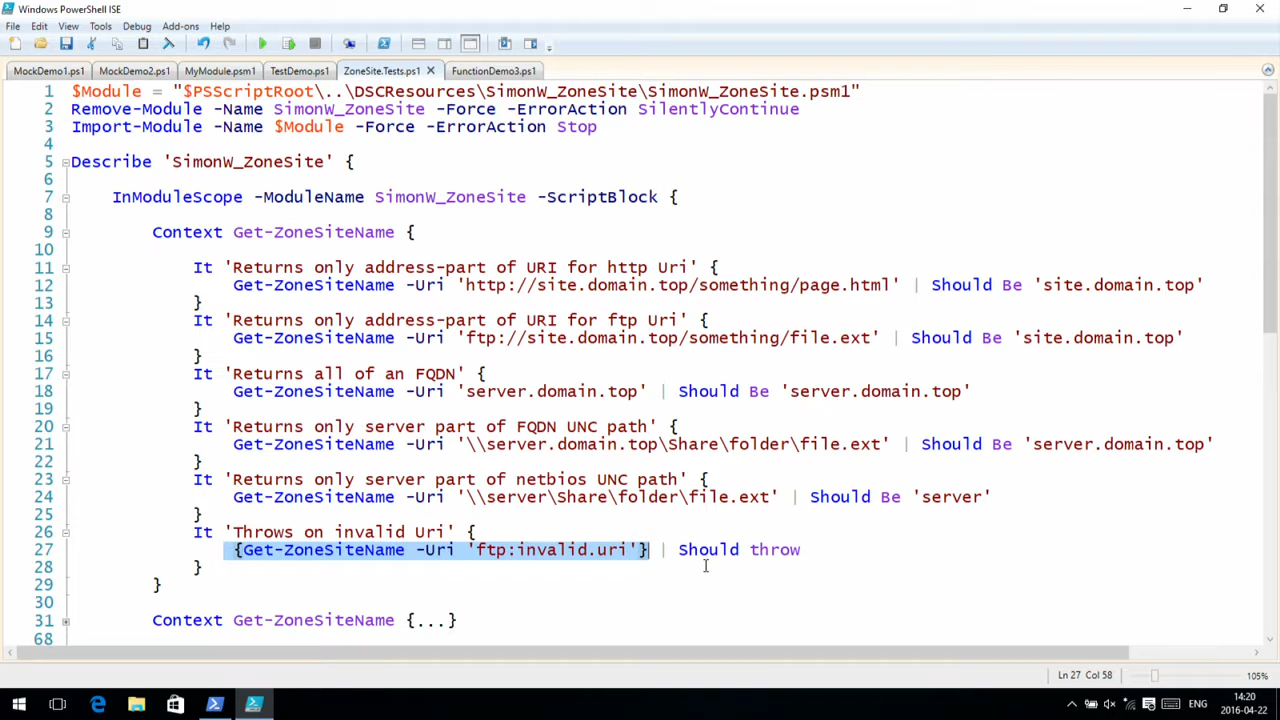 Windows PowerShell ISE
File Edit View Tools Debug Add-ons Help
MockDemo1.ps1 MockDemo2.ps1 MyModule.psm1 TestDemo.ps1 ZoneSite.Tests.ps1 FunctionDemo3.ps1
1 $Module = "$PSScriptRoot\..\DSCResources\SimonW_ZoneSite\SimonW_ZoneSite.psm1"
2 Remove-Module -Name SimonW_ZoneSite -Force -ErrorAction SilentlyContinue
3 Import-Module -Name $Module -Force -ErrorAction Stop
4
5 Describe 'SimonW_ZoneSite' {
6
7 InModuleScope -ModuleName SimonW_ZoneSite -ScriptBlock {
8
9 Context Get-ZoneSiteName {
10
11 It 'Returns only address-part of URI for http Uri' {
12 Get-ZoneSiteName -Uri 'http://site.domain.top/something/page.html' | Should Be 'site.domain.top'
13 }
14 It 'Returns only address-part of URI for ftp Uri' {
15 Get-ZoneSiteName -Uri 'ftp://site.domain.top/something/file.ext' | Should Be 'site.domain.top'
16 }
17 It 'Returns all of an FQDN' {
18 Get-ZoneSiteName -Uri 'server.domain.top' | Should Be 'server.domain.top'
19 }
20 It 'Returns only server part of FQDN UNC path' {
21 Get-ZoneSiteName -Uri '\\server.domain.top\Share\folder\file.ext' | Should Be 'server.domain.top'
22 }
23 It 'Returns only server part of netbios UNC path' {
24 Get-ZoneSiteName -Uri '\\server\Share\folder\file.ext' | Should Be 'server'
25 }
26 It 'Throws on invalid Uri' {
27 {Get-ZoneSiteName -Uri 'ftp:invalid.uri'} | Should throw
28 }
29 }
30
31 Context Get-ZoneSiteName {...}
68
Ln 27 Col 58 105%
ENG 14:20
2016-04-22